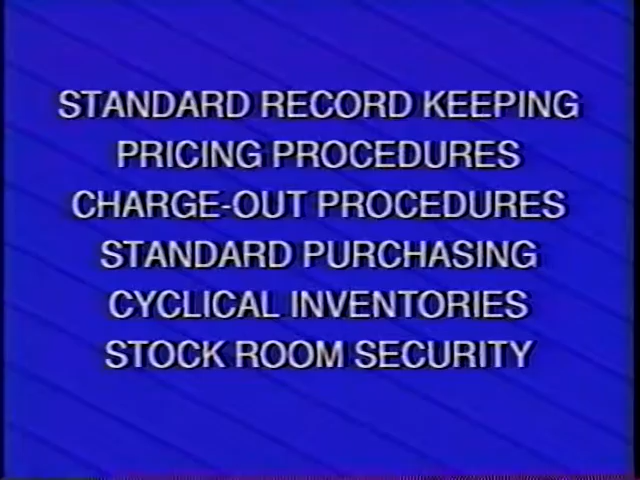 STANDARD RECORD KEEPING
PRICING PROCEDURES
CHARGE-OUT PROCEDURES
STANDARD PURCHASING
CYCLICAL INVENTORIES
STOCK ROOM SECURITY